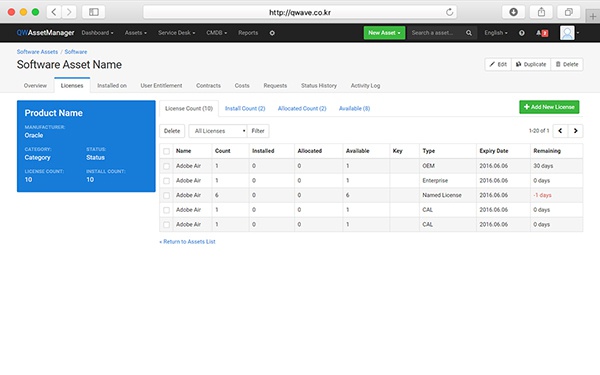 http://qwave.co.kr
QWAssetManager Dashboard Assets Service Desk CMDB Reports New Asset Search a asset... English 3
Software Assets / Software
Software Asset Name
Edit Duplicate Delete
Overview Licenses Installed on User Entitlement Contracts Costs Requests Status History Activity Log
Product Name
MANUFACTURER:
Oracle
CATEGORY: STATUS:
Category Status
LICENSE COUNT: INSTALL COUNT:
10 10
License Count (10) Install Count (2) Allocated Count (2) Available (8) Add New License
Delete All Licenses Filter 1-20 of 1
Name Count Installed Allocated Available Key Type Expiry Date Remaining
Adobe Air 1 0 0 1 OEM 2016.06.06 30 days
Adobe Air 1 0 0 1 Enterprise 2016.06.06 0 days
Adobe Air 6 0 0 6 Named License 2016.06.06 -1 days
Adobe Air 1 0 0 1 CAL 2016.06.06 0 days
Adobe Air 1 0 0 1 CAL 2016.06.06 0 days
« Return to Assets List